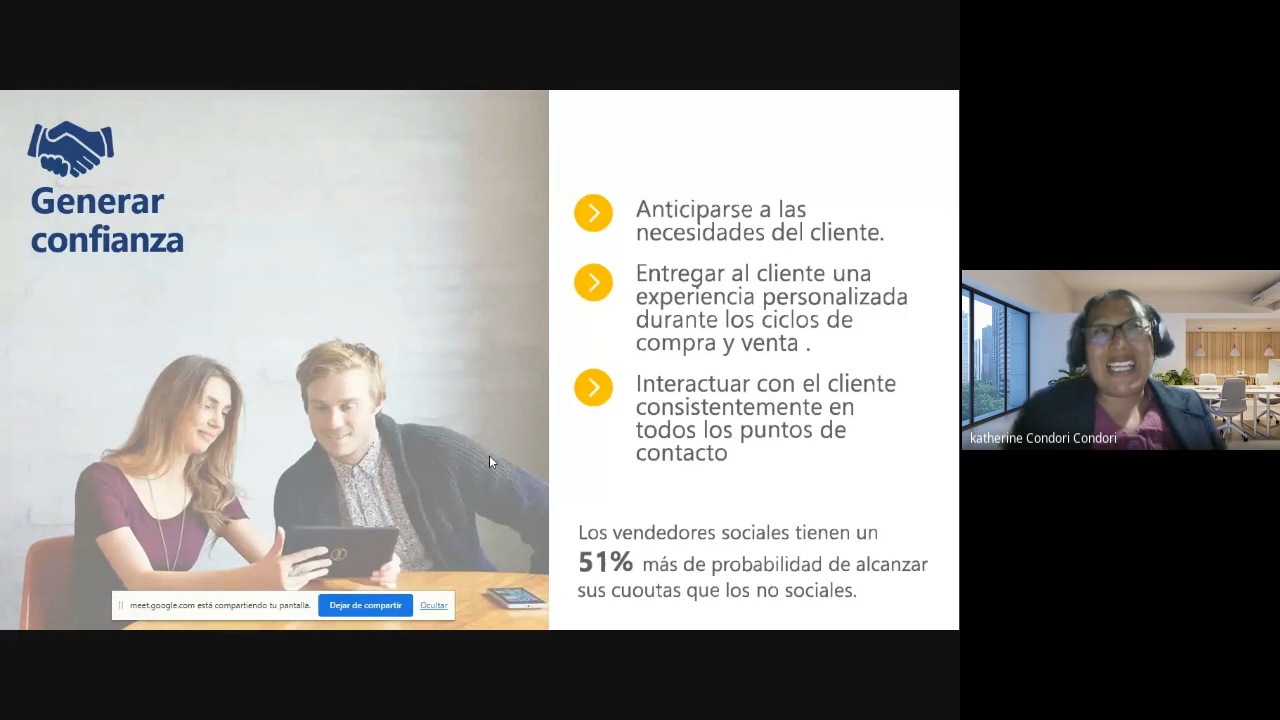 Generar
confianza
Anticiparse a las
necesidades del cliente.
Entregar al cliente una
experiencia personalizada
durante los ciclos de
compra y venta .
Interactuar con el cliente
consistentemente en
todos los puntos de
contacto
Los vendedores sociales tienen un
51% más de probabilidad de alcanzar
sus cuoutas que los no sociales.
meet.google.com está compartiendo tu pantalla. Dejar de compartir Ocultar
katherine Condori Condori